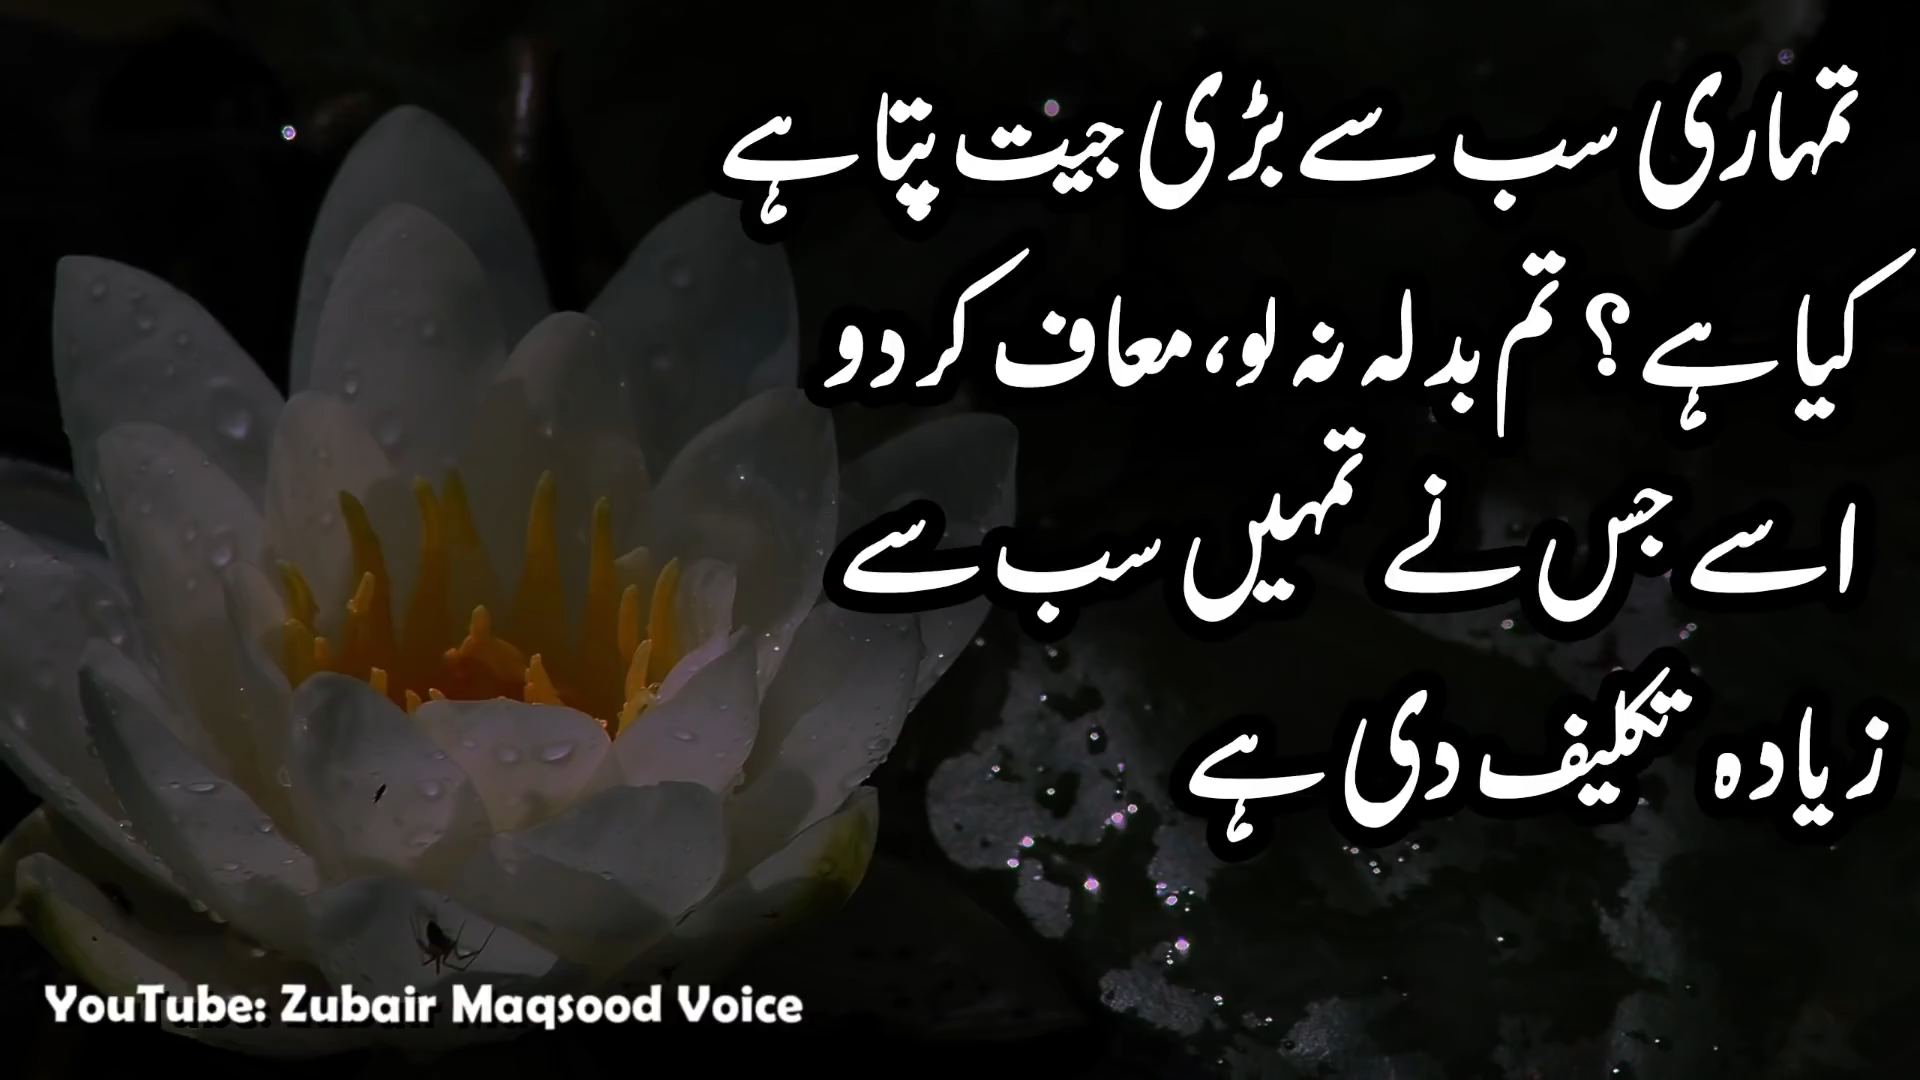 تمہاری سب سے بڑی جیت پتا ہے
کیا ہے؟ تم بدلہ نہ لو، معاف کر دو
اسے جس نے تمہیں سب سے
زیادہ تکلیف دی ہے
YouTube: Zubair Maqsood Voice